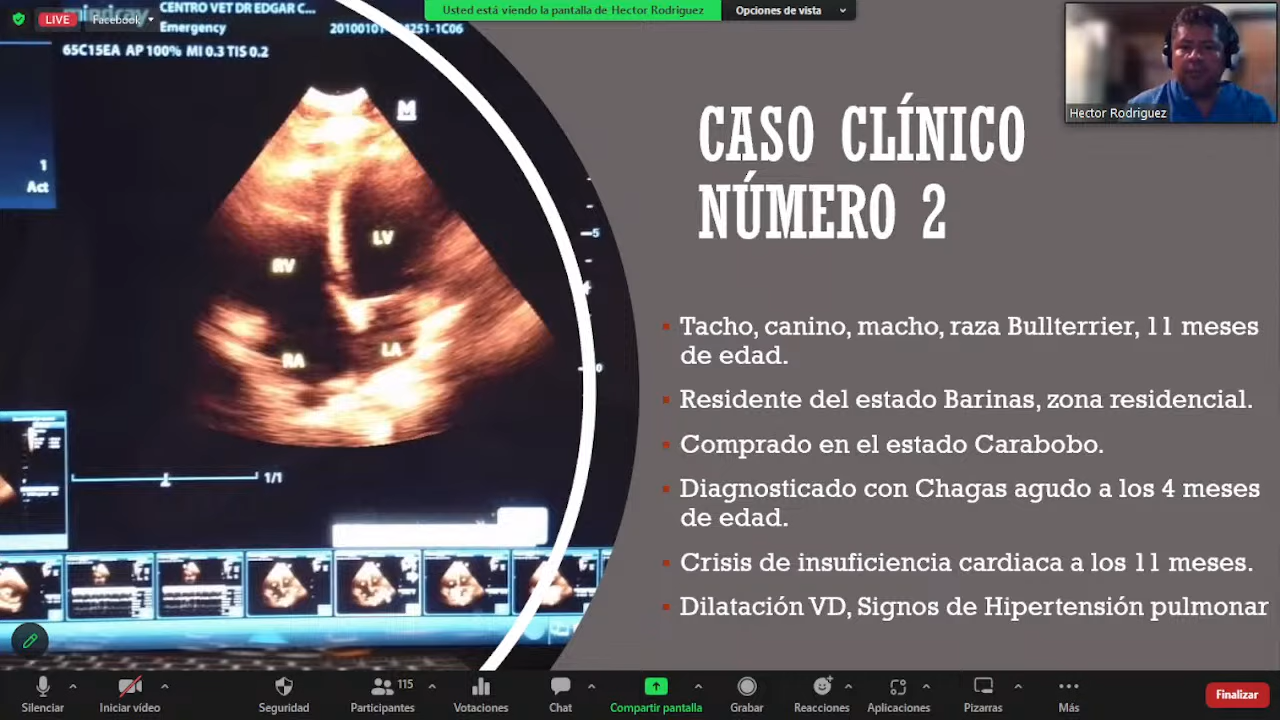 LIVE
Facebook
Usted está viendo la pantalla de Hector Rodriguez
Opciones de vista
CENTRO VET DR EDGAR C...
Emergency
65C15EA AP 100% MI 0.3 TIS 0.2
M
1
Act
LV
RV
RA
LA
5
1/1
Hector Rodriguez
CASO CLÍNICO
NÚMERO 2
▪ Tacho, canino, macho, raza Bullterrier, 11 meses
de edad.
▪ Residente del estado Barinas, zona residencial.
▪ Comprado en el estado Carabobo.
▪ Diagnosticado con Chagas agudo a los 4 meses
de edad.
▪ Crisis de insuficiencia cardiaca a los 11 meses.
▪ Dilatación VD, Signos de Hipertensión pulmonar
Silenciar
Iniciar vídeo
Seguridad
115
Participantes
Votaciones
Chat
Compartir pantalla
Grabar
Reacciones
Aplicaciones
Pizarras
Más
Finalizar